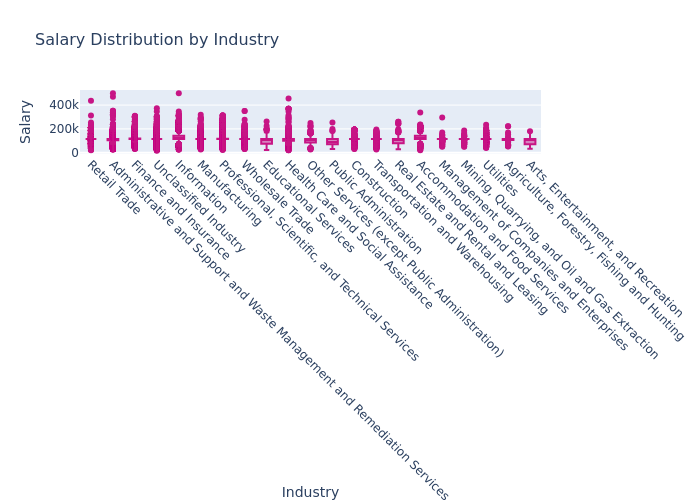 Salary Distribution by Industry
Salary
400k
200k
0
Retail Trade
Administrative and Support and Waste Management and Remediation Services
Finance and Insurance
Unclassified Industry
Information
Manufacturing
Professional, Scientific, and Technical Services
Wholesale Trade
Educational Services
Health Care and Social Assistance
Other Services (except Public Administration)
Public Administration
Construction
Transportation and Warehousing
Real Estate and Rental and Leasing
Accommodation and Food Services
Management of Companies and Enterprises
Mining, Quarrying, and Oil and Gas Extraction
Utilities
Agriculture, Forestry, Fishing and Hunting
Arts, Entertainment, and Recreation
Industry